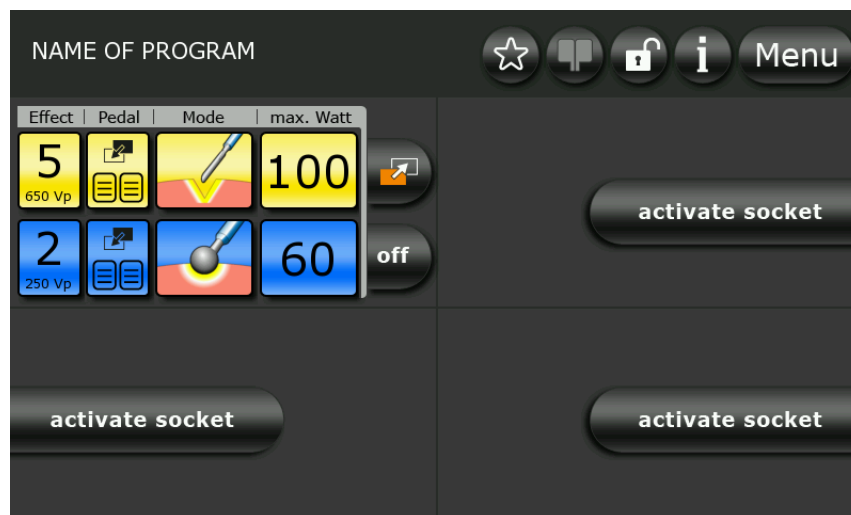 NAME OF PROGRAM
i Menu
Effect | Pedal | Mode | max. Watt
5 100
650 Vp
activate socket
2 60 off
250 Vp
activate socket activate socket